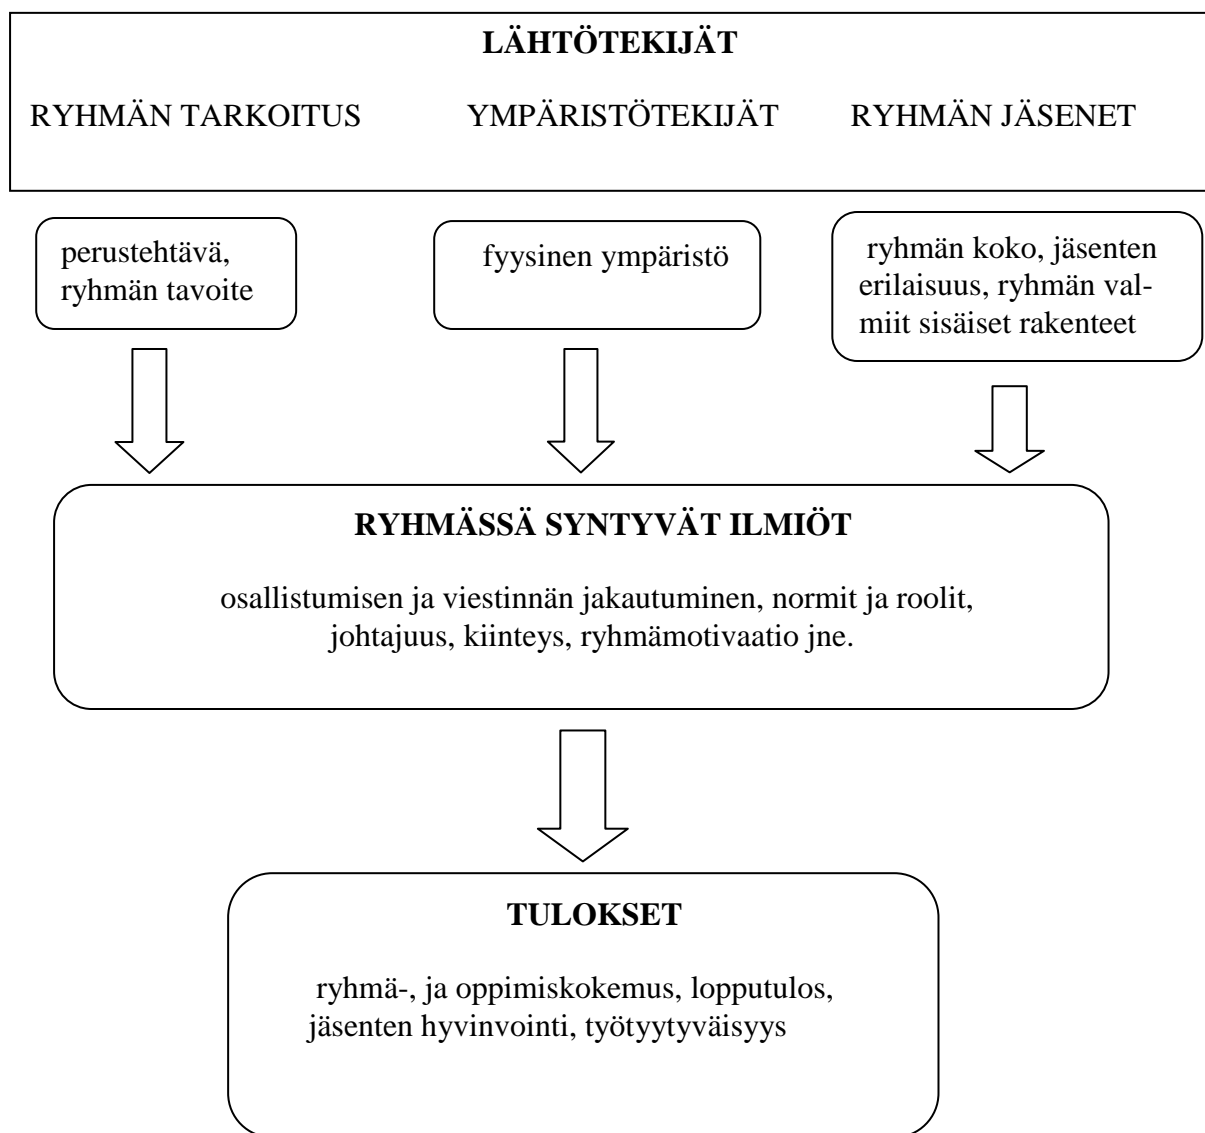 LÄHTÖTEKIJÄT
RYHMÄN TARKOITUS YMPÄRISTÖTEKIJÄT RYHMÄN JÄSENET
perustehtävä,
ryhmän tavoite
fyysinen ympäristö
ryhmän koko, jäsenten
erilaisuus, ryhmän val-
miit sisäiset rakenteet
RYHMÄSSÄ SYNTYVÄT ILMIÖT
osallistumisen ja viestinnän jakautuminen, normit ja roolit,
johtajuus, kiinteys, ryhmämotivaatio jne.
TULOKSET
ryhmä-, ja oppimiskokemus, lopputulos,
jäsenten hyvinvointi, työtyytyväisyys